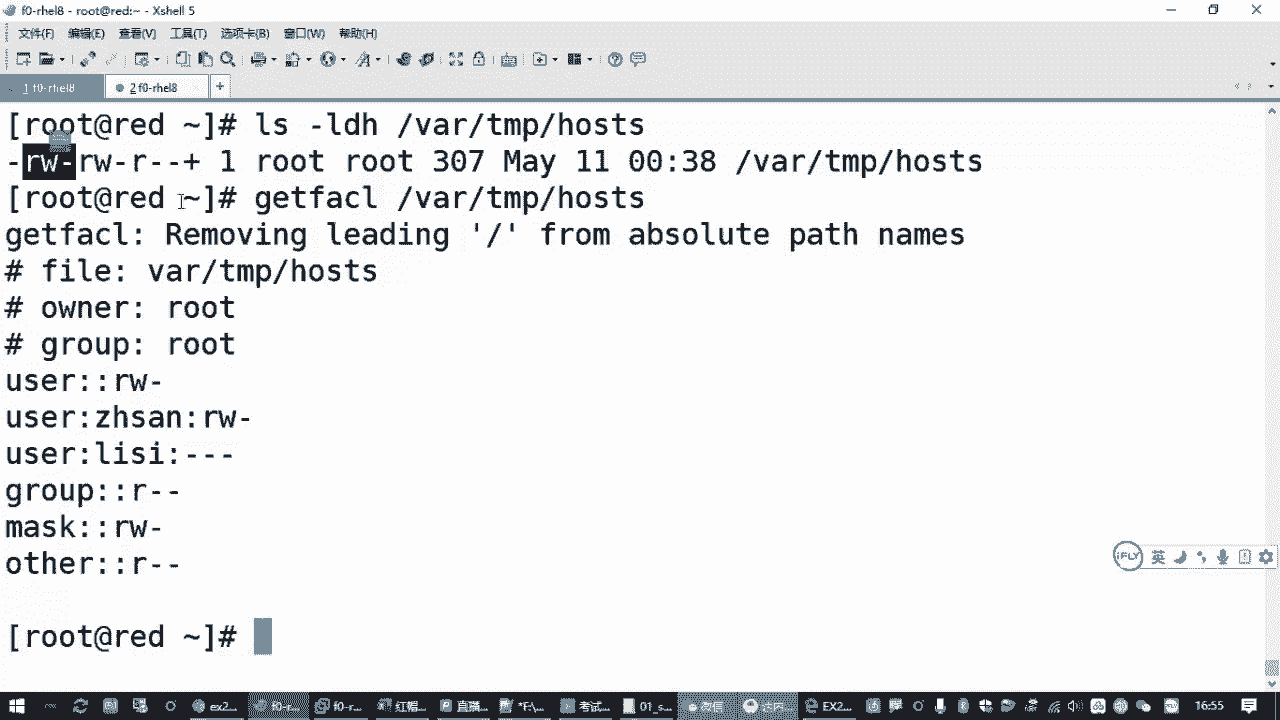 f0-rhel8 - root@red:~ - Xshell 5
文件(F) 编辑(E) 查看(V) 工具(T) 选项卡(B) 窗口(W) 帮助(H)
1 f0-rhel8 2 f0-rhel8 +
[root@red ~]# ls -ldh /var/tmp/hosts
-rw-rw-r--+ 1 root root 307 May 11 00:38 /var/tmp/hosts
[root@red ~]# getfacl /var/tmp/hosts
getfacl: Removing leading '/' from absolute path names
# file: var/tmp/hosts
# owner: root
# group: root
user::rw-
user:zhsan:rw-
user:lisi:---
group::r--
mask::rw-
other::r--
[root@red ~]#
iFLY 英
ex2... f0-r... f0-r... 红帽... 直播... *F:\... 考试... 01_s... 微信 EX2... 16:55